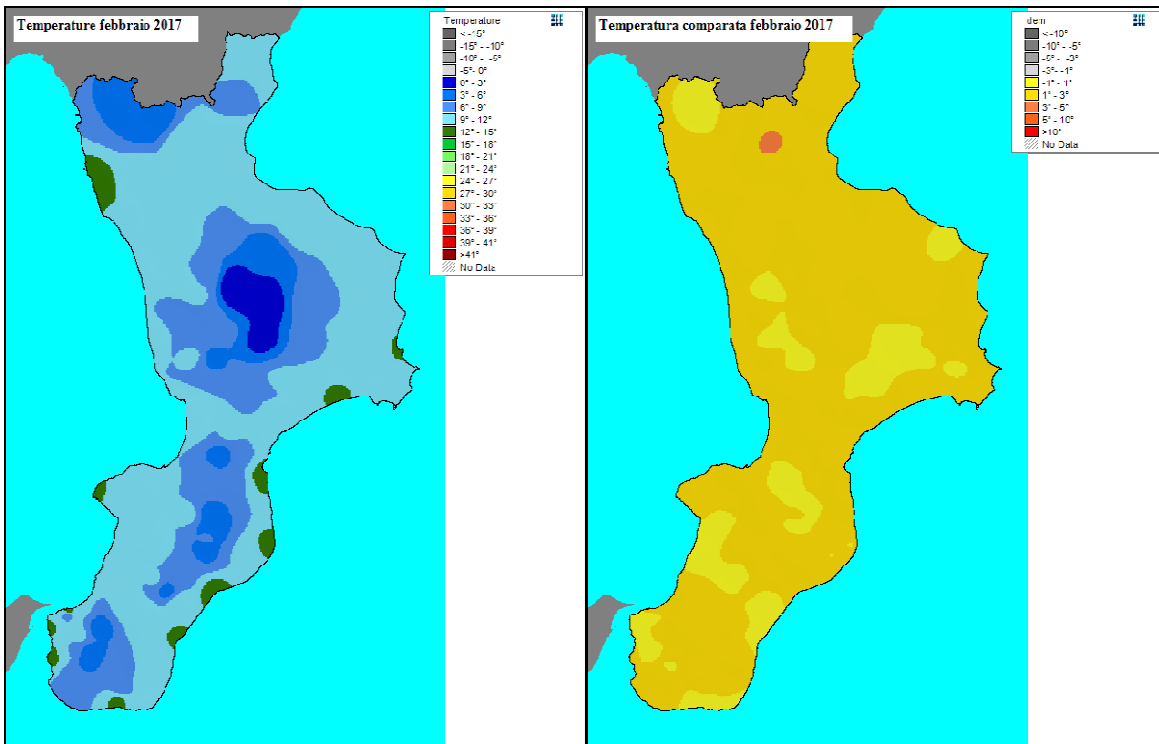 Temperature febbraio 2017
Temperature
< -15°
-15° - -10°
-10° - -5°
-5° - 0°
0° - 3°
3° - 6°
6° - 9°
9° - 12°
12° - 15°
15° - 18°
18° - 21°
21° - 24°
24° - 27°
27° - 30°
30° - 33°
33° - 36°
36° - 39°
39° - 41°
>41°
No Data
Temperatura comparata febbraio 2017
dem
< -10°
-10° - -5°
-5° - -3°
-3° - -1°
-1° - 1°
1° - 3°
3° - 5°
5° - 10°
>10°
No Data